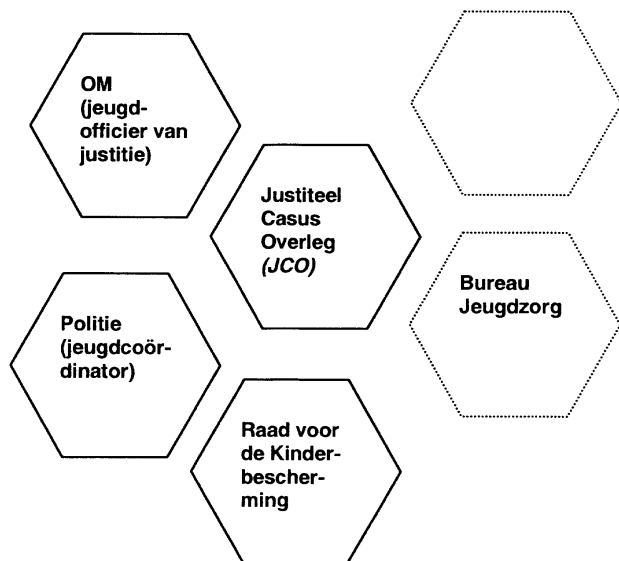 OM
(jeugd-
officier van
justitie)
Justitieel
Casus
Overleg
(JCO)
Bureau
Jeugdzorg
Politie
(jeugdcoör-
dinator)
Raad voor
de Kinder-
bescher-
ming